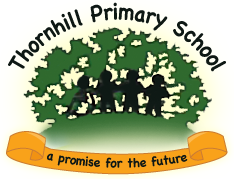 Thornhill Primary School
a promise for the future